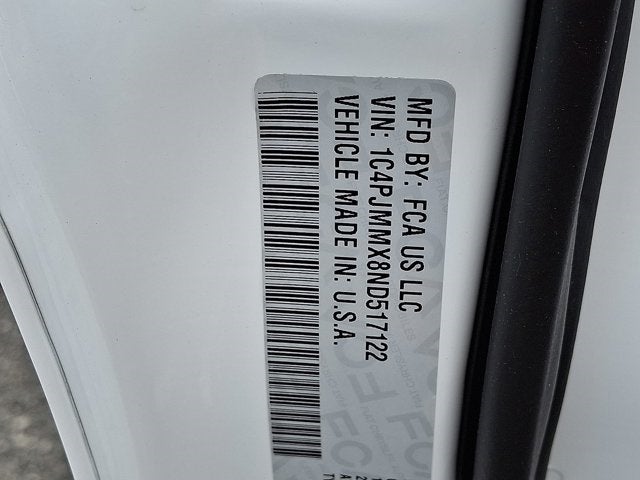 MFD BY: FCA US LLC
VIN: 1C4PJMMX8ND517122
VEHICLE MADE IN: U.S.A.